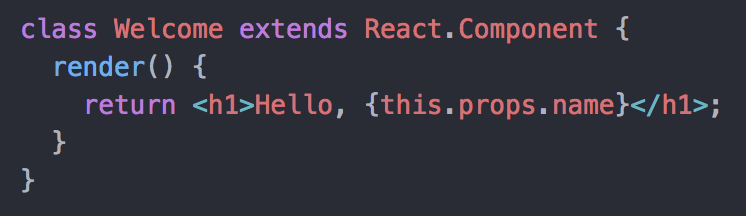 class Welcome extends React.Component {
  render() {
    return <h1>Hello, {this.props.name}</h1>;
  }
}